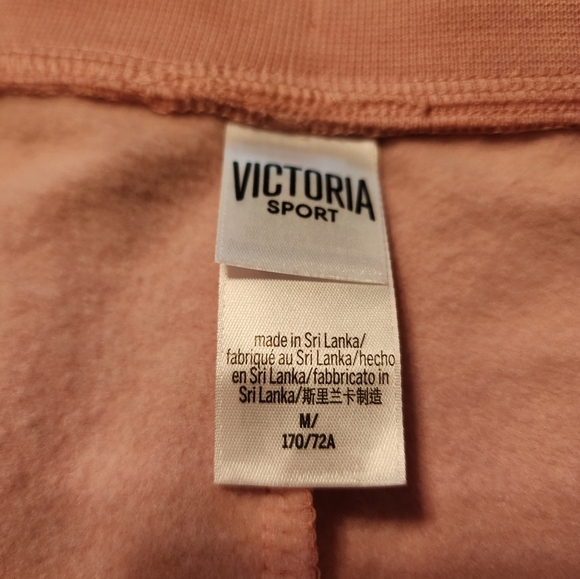 VICTORIA
SPORT
made in Sri Lanka/
fabriqué au Sri Lanka/hecho
en Sri Lanka/fabbricato in
Sri Lanka/斯里兰卡制造
M/
170/72A